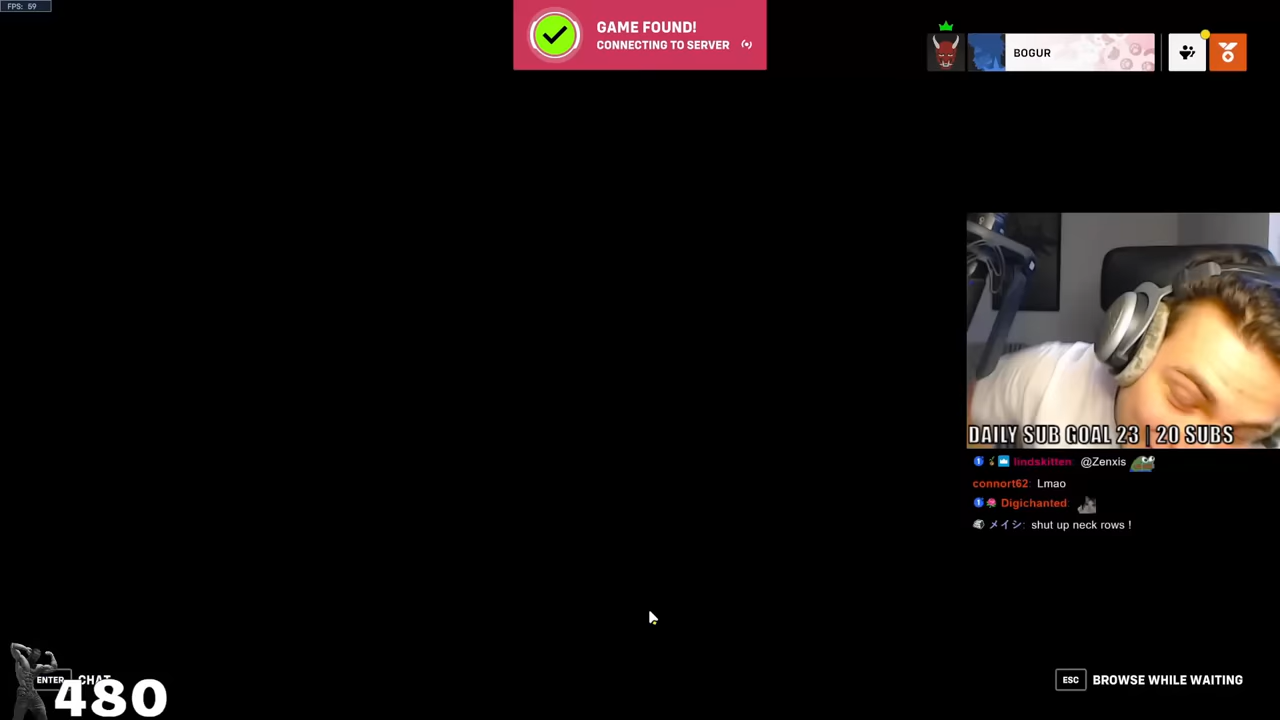 FPS: 59
GAME FOUND!
CONNECTING TO SERVER
BOGUR
DAILY SUB GOAL 23 | 20 SUBS
lindskitten: @Zenxis
connort62: Lmao
Digichanted:
メイシ: shut up neck rows !
ENTER CHAT
480
ESC BROWSE WHILE WAITING